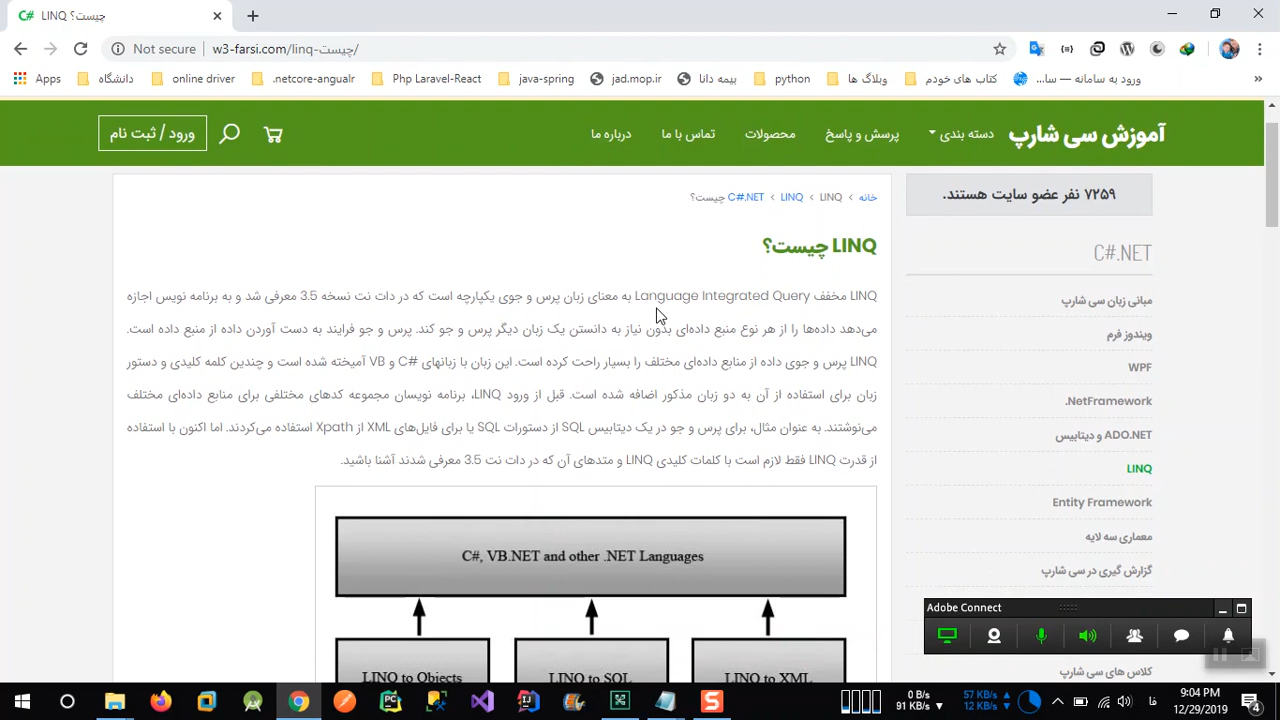 LINQ چیست؟
Not secure
w3-farsi.com/linq-چیست/
Apps
دانشگاه
online driver
.netcore-angualr
Php Laravel-React
java-spring
jad.mop.ir
بیمه دانا
python
وبلاگ ها
کتاب های خودم
ورود به سامانه — سا...
آموزش سی شارپ
دسته بندی
پرسش و پاسخ
محصولات
تماس با ما
درباره ما
ورود / ثبت نام
۷۲۵۹ نفر عضو سایت هستند.
خانه › LINQ › LINQ › C#.NET چیست؟
LINQ چیست؟
LINQ مخفف Language Integrated Query به معنای زبان پرس و جوی یکپارچه است که در دات نت نسخه 3.5 معرفی شد و به برنامه نویس اجازه
می‌دهد داده‌ها را از هر نوع منبع داده‌ای بدون نیاز به دانستن یک زبان دیگر پرس و جو کند. پرس و جو فرایند به دست آوردن داده از منبع داده است.
LINQ پرس و جوی داده از منابع داده‌ای مختلف را بسیار راحت کرده است. این زبان با زبانهای C# و VB آمیخته شده است و چندین کلمه کلیدی و دستور
زبان برای استفاده از آن به دو زبان مذکور اضافه شده است. قبل از ورود LINQ، برنامه نویسان مجموعه کدهای مختلفی برای منابع داده‌ای مختلف
می‌نوشتند. به عنوان مثال، برای پرس و جو در یک دیتابیس SQL از دستورات SQL یا برای فایل‌های XML از Xpath استفاده می‌کردند. اما اکنون با استفاده
از قدرت LINQ فقط لازم است با کلمات کلیدی LINQ و متدهای آن که در دات نت 3.5 معرفی شدند آشنا باشید.
C#, VB.NET and other .NET Languages
LINQ to Objects
LINQ to SQL
LINQ to XML
C#.NET
مبانی زبان سی شارپ
ویندوز فرم
WPF
.NetFramework
ADO.NET و دیتابیس
LINQ
Entity Framework
معماری سه لایه
گزارش گیری در سی شارپ
Adobe Connect
کلاس های سی شارپ
0 B/s
91 KB/s
57 KB/s
12 KB/s
فا
9:04 PM
12/29/2019
4